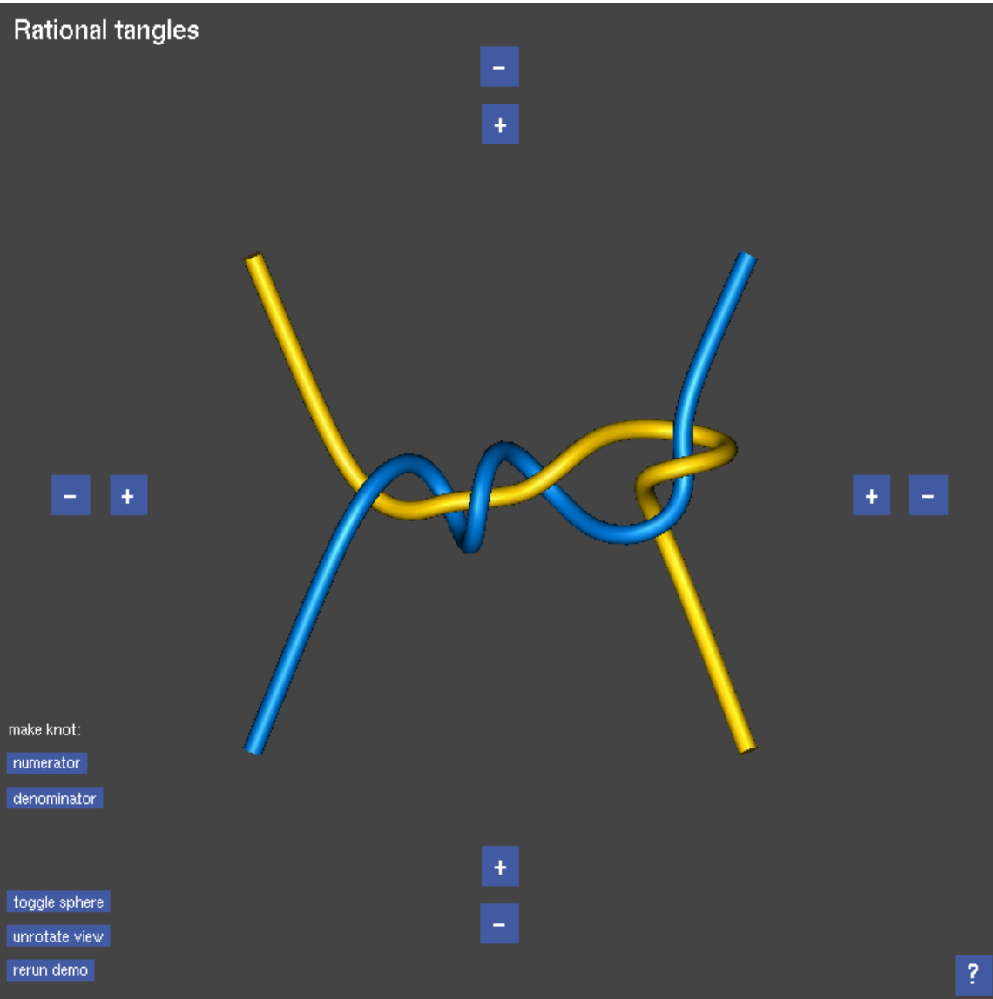 Rational tangles
−
+
− +
+ −
make knot:
numerator
denominator
+
−
toggle sphere
unrotate view
rerun demo
?